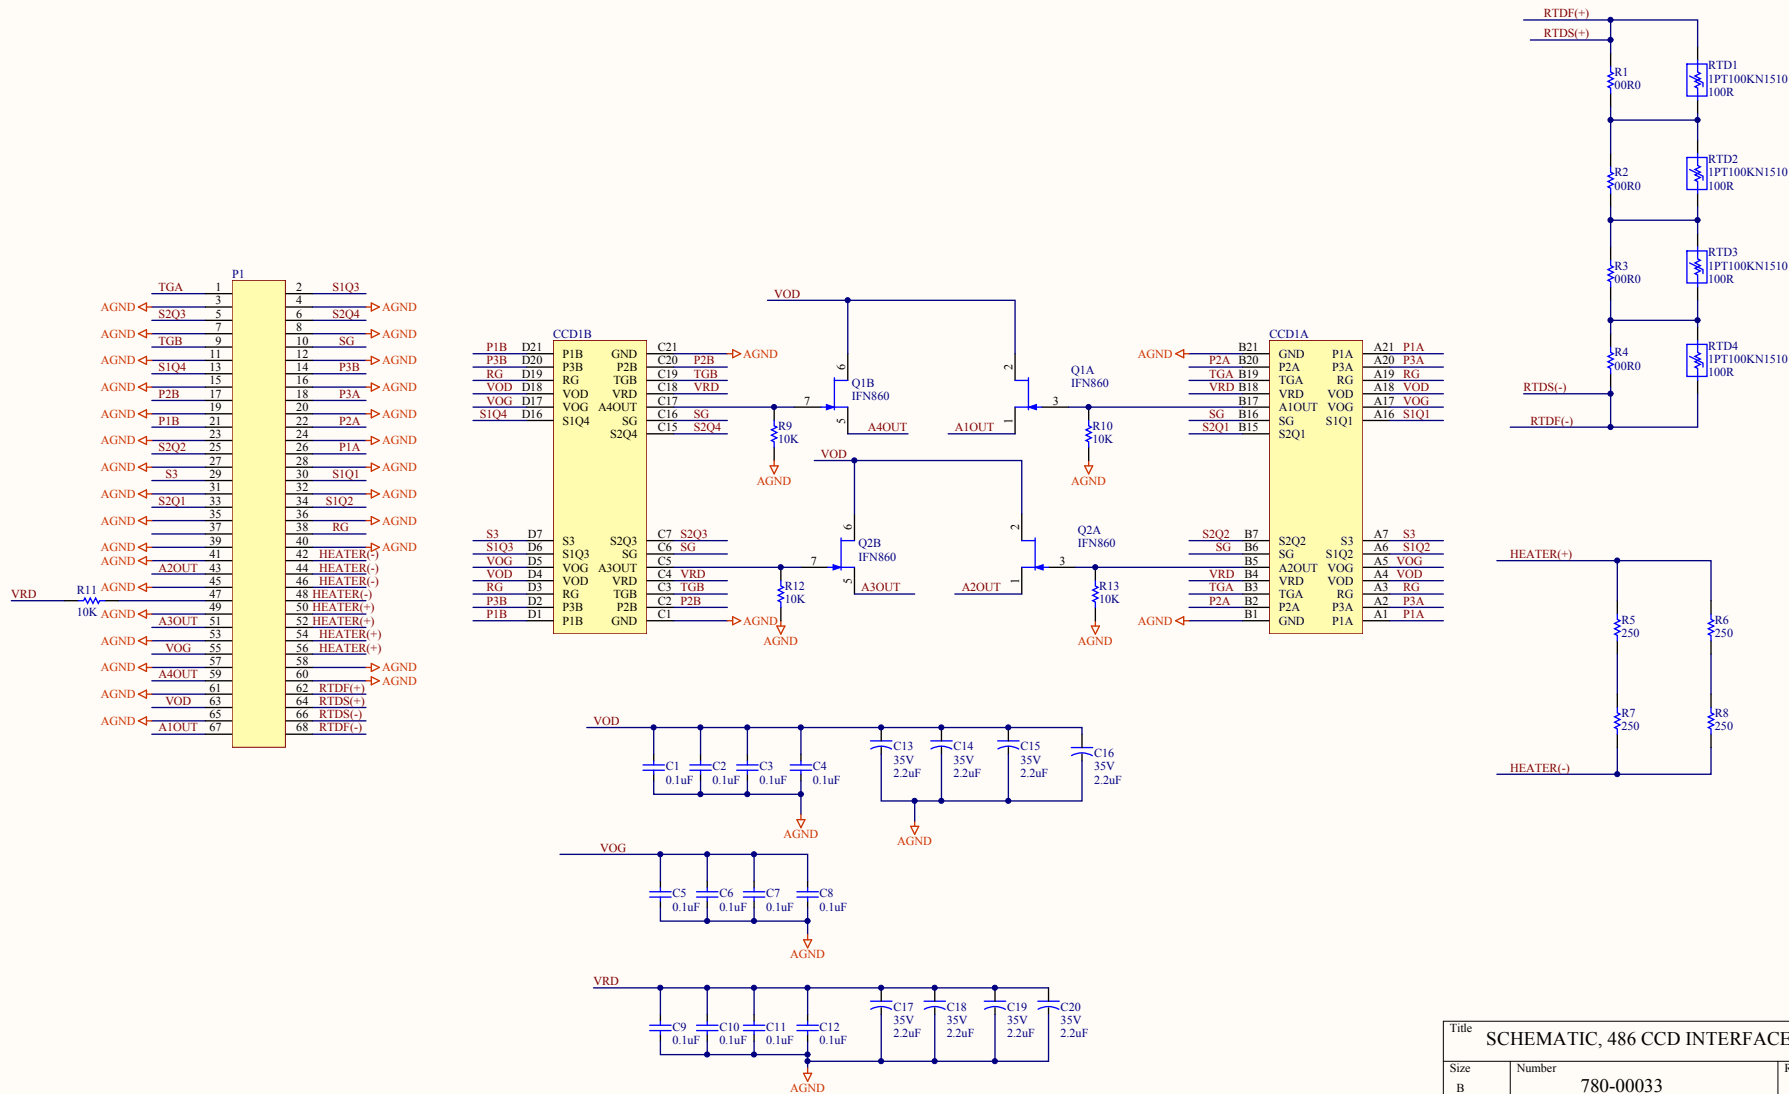 RTDF(+)
RTDS(+)
R1
00R0
RTD1
1PT100KN1510
100R
R2
00R0
RTD2
1PT100KN1510
100R
R3
00R0
RTD3
1PT100KN1510
100R
R4
00R0
RTD4
1PT100KN1510
100R
RTDS(-)
RTDF(-)
P1
TGA 1 2 S1Q3
AGND 3 4 AGND
S2Q3 5 6 S2Q4
AGND 7 8 AGND
TGB 9 10 SG
AGND 11 12 AGND
S1Q4 13 14 P3B
AGND 15 16 AGND
P2B 17 18 P3A
AGND 19 20 AGND
P1B 21 22 P2A
AGND 23 24 AGND
S2Q2 25 26 P1A
AGND 27 28 AGND
S3 29 30 S1Q1
AGND 31 32 AGND
S2Q1 33 34 S1Q2
AGND 35 36 AGND
37 38 RG
AGND 39 40 AGND
AGND 41 42 HEATER(-)
A2OUT 43 44 HEATER(-)
AGND 45 46 HEATER(-)
47 48 HEATER(-)
AGND 49 50 HEATER(+)
A3OUT 51 52 HEATER(+)
AGND 53 54 HEATER(+)
VOG 55 56 HEATER(+)
AGND 57 58 AGND
A4OUT 59 60 AGND
AGND 61 62 RTDF(+)
VOD 63 64 RTDS(+)
AGND 65 66 RTDS(-)
A1OUT 67 68 RTDF(-)
VRD
R11
10K
CCD1B
P1B D21 P1B GND C21 AGND
P3B D20 P3B P2B C20 P2B
RG D19 RG TGB C19 TGB
VOD D18 VOD VRD C18 VRD
VOG D17 VOG A4OUT C17
S1Q4 D16 S1Q4 SG C16 SG
S2Q4 C15 S2Q4
S3 D7 S3 S2Q3 C7 S2Q3
S1Q3 D6 S1Q3 SG C6 SG
VOG D5 VOG A3OUT C5
VOD D4 VOD VRD C4 VRD
RG D3 RG TGB C3 TGB
P3B D2 P3B P2B C2 P2B
P1B D1 P1B GND C1 AGND
VOD
6
Q1B
IFN860
7
5
A4OUT
R9
10K
AGND
2
Q1A
IFN860
3
1
A1OUT
R10
10K
AGND
VOD
6
Q2B
IFN860
7
5
A3OUT
R12
10K
AGND
2
Q2A
IFN860
3
1
A2OUT
R13
10K
AGND
CCD1A
AGND B21 GND P1A A21 P1A
P2A B20 P2A P3A A20 P3A
TGA B19 TGA RG A19 RG
VRD B18 VRD VOD A18 VOD
B17 A1OUT VOG A17 VOG
SG B16 SG S1Q1 A16 S1Q1
S2Q1 B15 S2Q1
S2Q2 B7 S2Q2 S3 A7 S3
SG B6 SG S1Q2 A6 S1Q2
B5 A2OUT VOG A5 VOG
VRD B4 VRD VOD A4 VOD
TGA B3 TGA RG A3 RG
P2A B2 P2A P3A A2 P3A
AGND B1 GND P1A A1 P1A
HEATER(+)
R5
250
R6
250
R7
250
R8
250
HEATER(-)
VOD
C1
0.1uF
C2
0.1uF
C3
0.1uF
C4
0.1uF
AGND
C13
35V
2.2uF
C14
35V
2.2uF
C15
35V
2.2uF
C16
35V
2.2uF
AGND
VOG
C5
0.1uF
C6
0.1uF
C7
0.1uF
C8
0.1uF
AGND
VRD
C9
0.1uF
C10
0.1uF
C11
0.1uF
C12
0.1uF
C17
35V
2.2uF
C18
35V
2.2uF
C19
35V
2.2uF
C20
35V
2.2uF
AGND
Title
SCHEMATIC, 486 CCD INTERFACE
Size
B
Number
780-00033